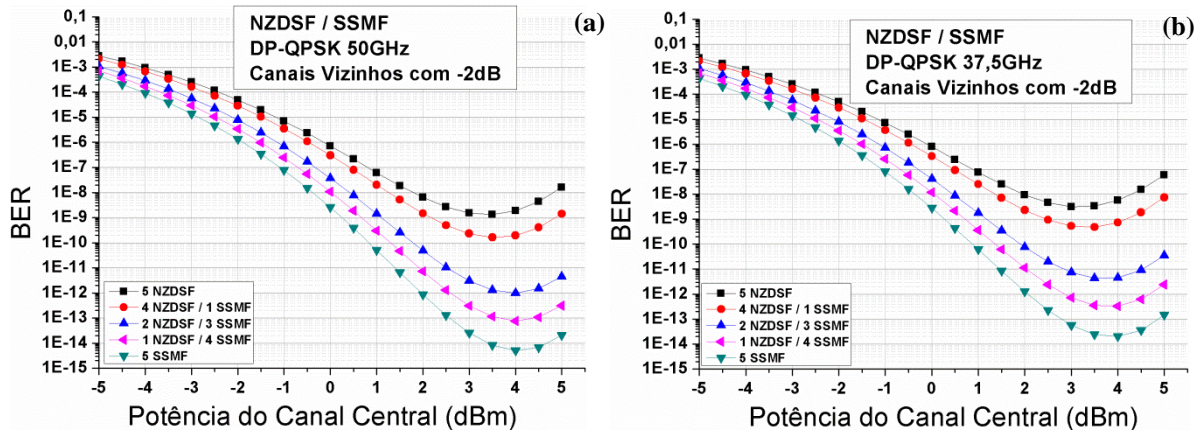 (a)
NZDSF / SSMF
DP-QPSK 50GHz
Canais Vizinhos com -2dB
BER
0,1
0,01
1E-3
1E-4
1E-5
1E-6
1E-7
1E-8
1E-9
1E-10
1E-11
1E-12
1E-13
1E-14
1E-15
5 NZDSF
4 NZDSF / 1 SSMF
2 NZDSF / 3 SSMF
1 NZDSF / 4 SSMF
5 SSMF
-5 -4 -3 -2 -1 0 1 2 3 4 5
Potência do Canal Central (dBm)
(b)
NZDSF / SSMF
DP-QPSK 37,5GHz
Canais Vizinhos com -2dB
BER
0,1
0,01
1E-3
1E-4
1E-5
1E-6
1E-7
1E-8
1E-9
1E-10
1E-11
1E-12
1E-13
1E-14
1E-15
5 NZDSF
4 NZDSF / 1 SSMF
2 NZDSF / 3 SSMF
1 NZDSF / 4 SSMF
5 SSMF
-5 -4 -3 -2 -1 0 1 2 3 4 5
Potência do Canal Central (dBm)